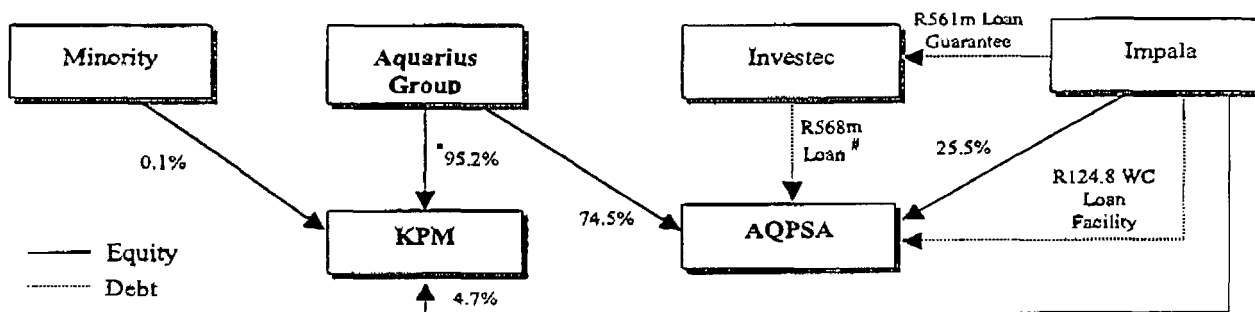 R561m Loan
Guarantee
Minority
Aquarius
Group
Investec
Impala
R568m
Loan #
0.1%
*95.2%
25.5%
R124.8 WC
Loan
Facility
74.5%
KPM
AQPSA
Equity
Debt
4.7%